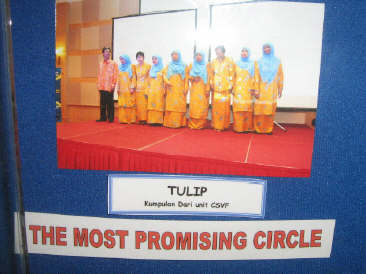 TULIP
Kumpulan Dari unit CSVF
THE MOST PROMISING CIRCLE